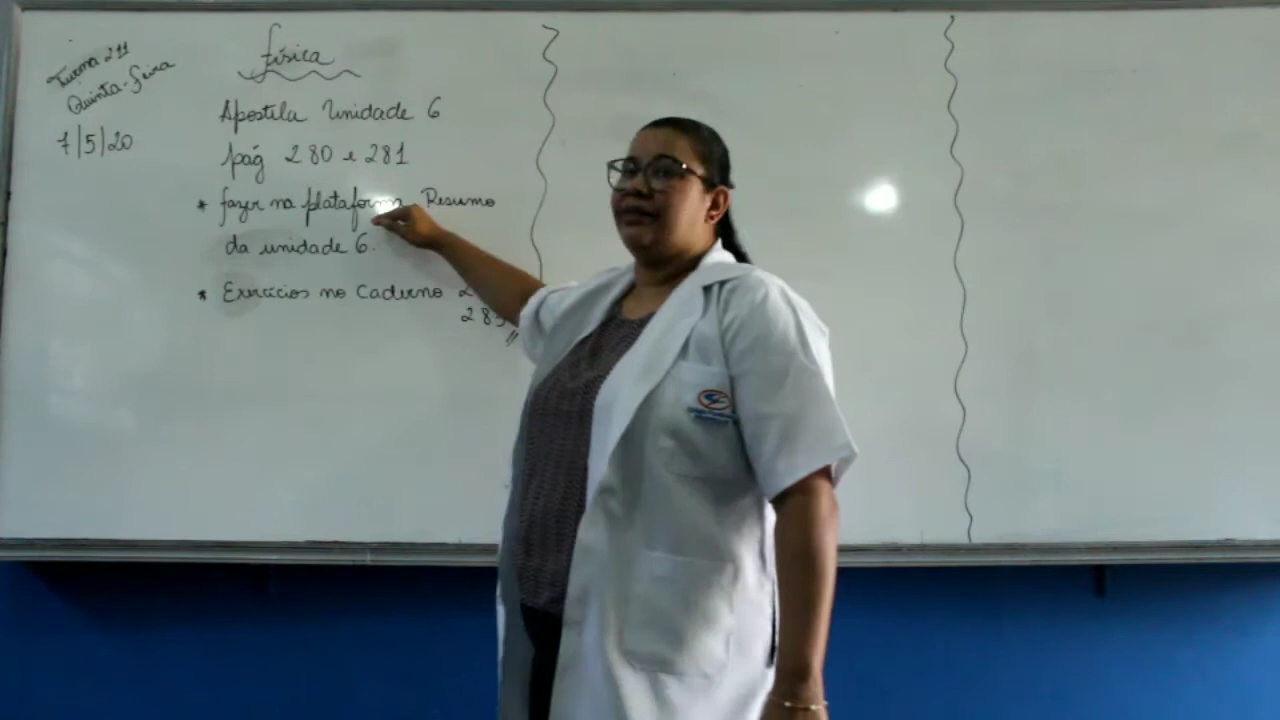 Turma 211
Quinta-feira
7/5/20
física
Apostila Unidade 6
pág 280 e 281
* fazer na plataforma Resumo
da unidade 6.
* Exercícios no Caderno
283